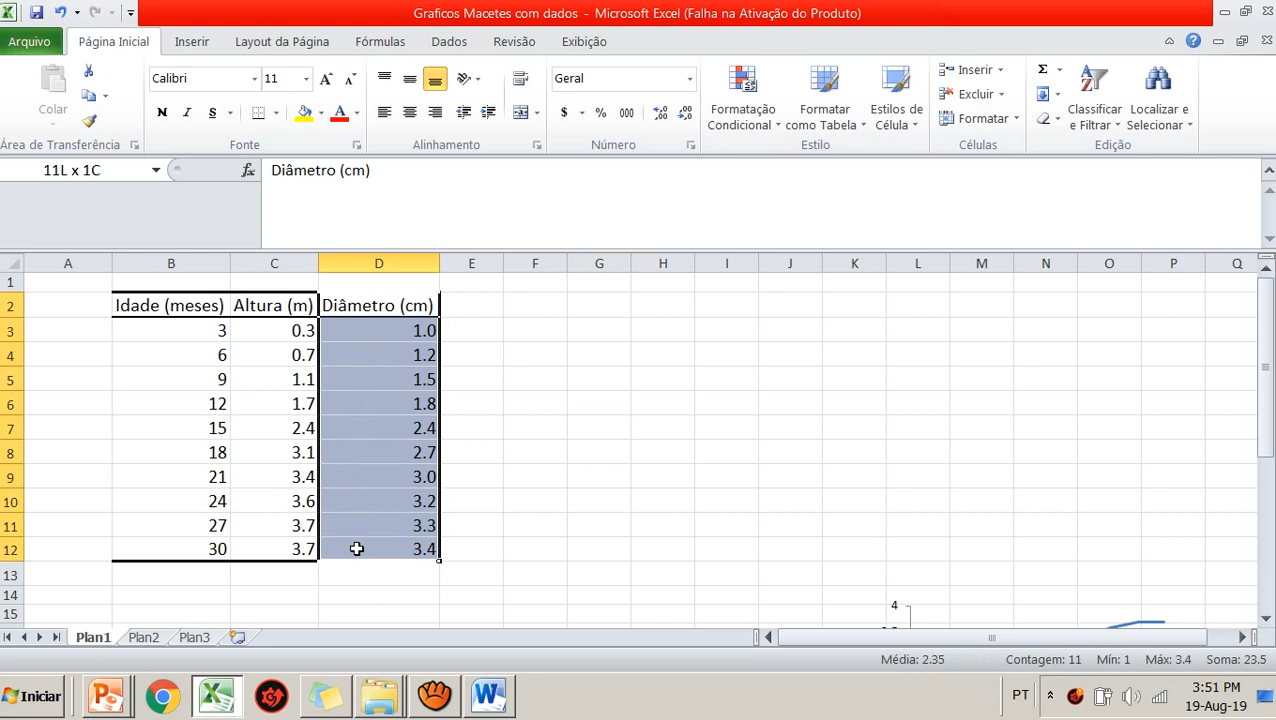 Graficos Macetes com dados - Microsoft Excel (Falha na Ativação do Produto)
Arquivo Página Inicial Inserir Layout da Página Fórmulas Dados Revisão Exibição
Colar
Calibri 11
N I S
Geral
$ % 000
Formatação Condicional
Formatar como Tabela
Estilos de Célula
Inserir
Excluir
Formatar
Classificar e Filtrar
Localizar e Selecionar
Área de Transferência Fonte Alinhamento Número Estilo Células Edição
11L x 1C fx Diâmetro (cm)
A B C D E F G H I J K L M N O P Q
1
2 Idade (meses) Altura (m) Diâmetro (cm)
3 3 0.3 1.0
4 6 0.7 1.2
5 9 1.1 1.5
6 12 1.7 1.8
7 15 2.4 2.4
8 18 3.1 2.7
9 21 3.4 3.0
10 24 3.6 3.2
11 27 3.7 3.3
12 30 3.7 3.4
13
14
15
4
Plan1 Plan2 Plan3
Média: 2.35 Contagem: 11 Mín: 1 Máx: 3.4 Soma: 23.5
Iniciar
PT
3:51 PM
19-Aug-19